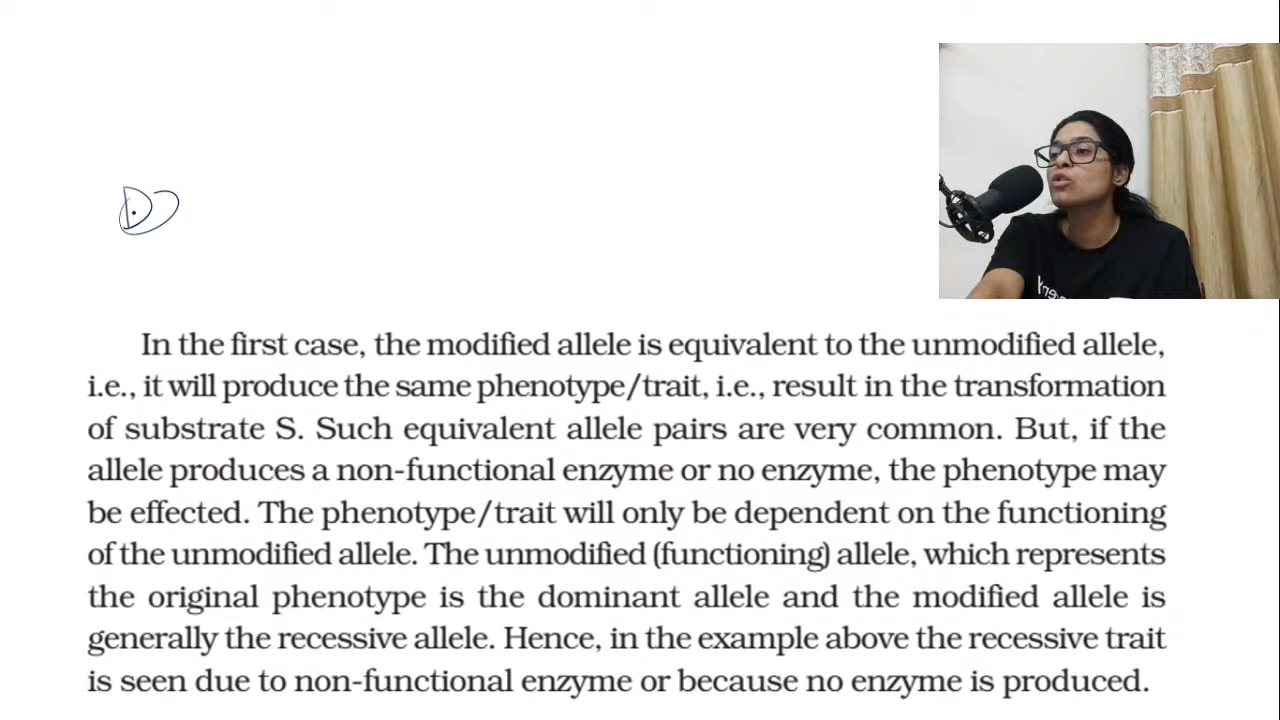 In the first case, the modified allele is equivalent to the unmodified allele,
i.e., it will produce the same phenotype/trait, i.e., result in the transformation
of substrate S. Such equivalent allele pairs are very common. But, if the
allele produces a non-functional enzyme or no enzyme, the phenotype may
be effected. The phenotype/trait will only be dependent on the functioning
of the unmodified allele. The unmodified (functioning) allele, which represents
the original phenotype is the dominant allele and the modified allele is
generally the recessive allele. Hence, in the example above the recessive trait
is seen due to non-functional enzyme or because no enzyme is produced.